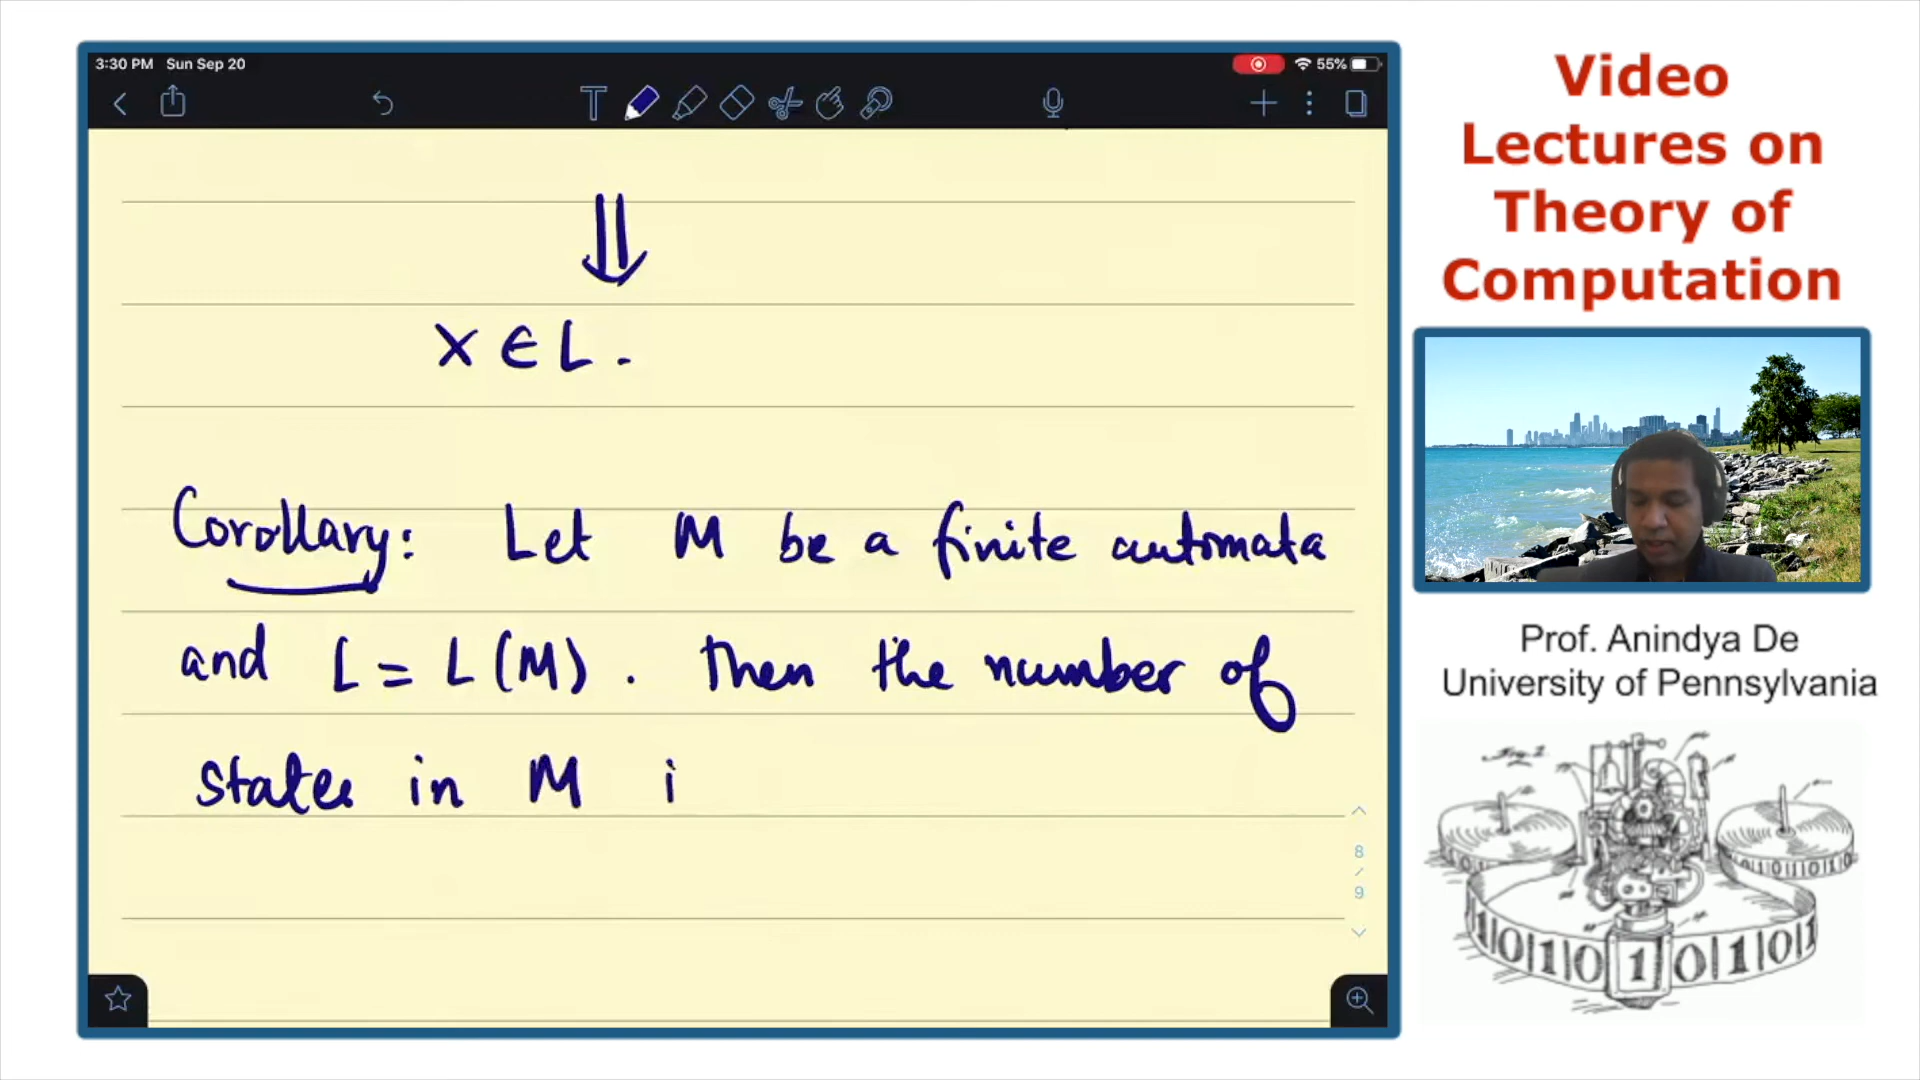 3:30 PM Sun Sep 20
55%
X ∈ L .
Corollary: Let M be a finite automata
and L = L(M) . Then the number of
states in M i
8
/
9
Video
Lectures on
Theory of
Computation
Prof. Anindya De
University of Pennsylvania